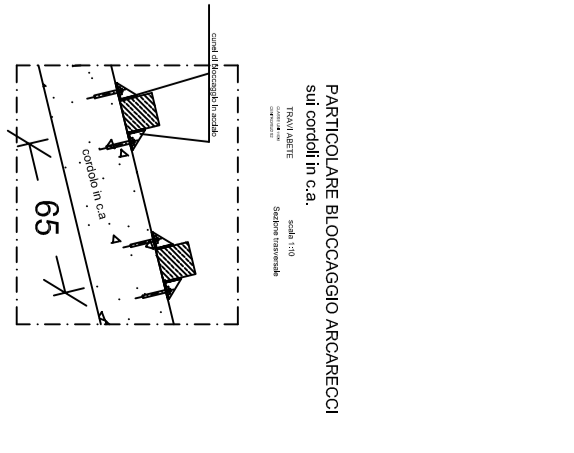 PARTICOLARE BLOCCAGGIO ARCARECCI
sui cordoli in c.a.
TRAVI ABETE
scala 1:10
Sezione trasversale
cunei di bloccaggio in acciaio
cordolo in c.a
65